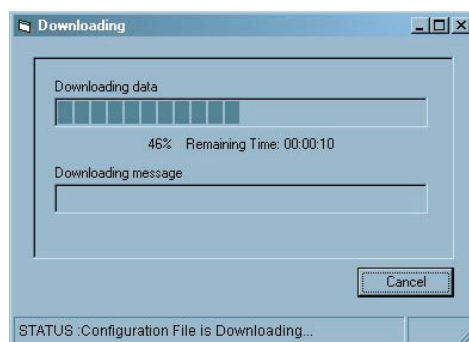 Downloading
Downloading data
46% Remaining Time: 00:00:10
Downloading message
Cancel
STATUS :Configuration File is Downloading...